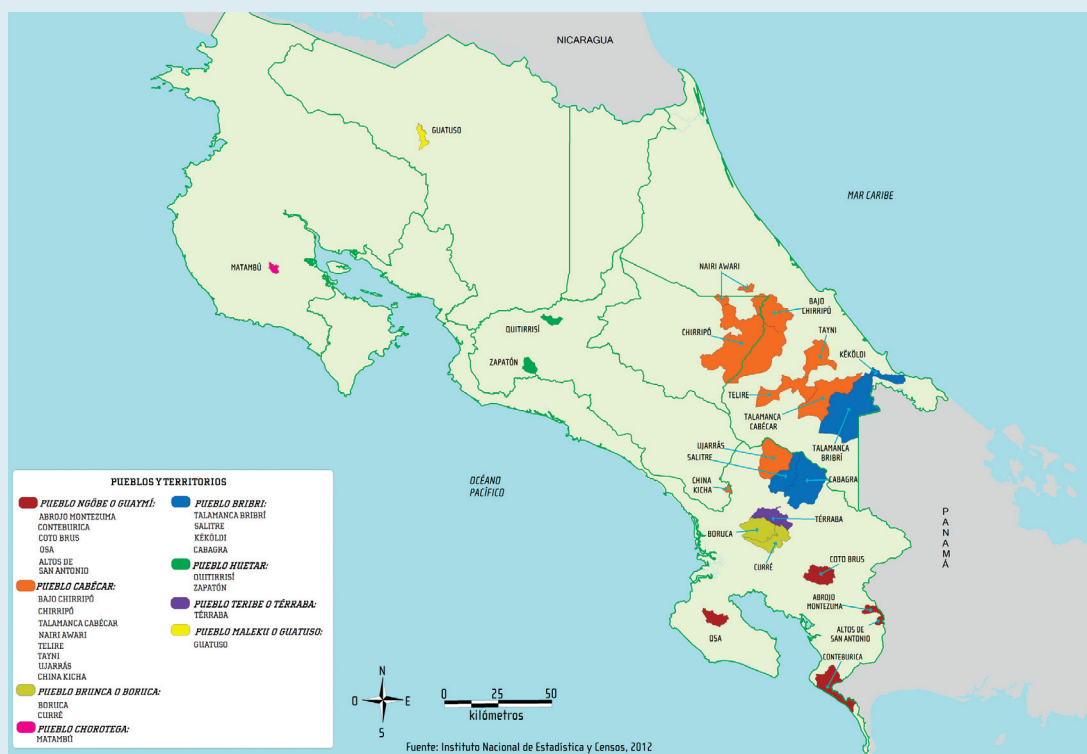 NICARAGUA
GUATUSO
MAR CARIBE
MATAMBÚ
NAIRI AWARI
BAJO
CHIRRIPÓ
QUITIRRISÍ
CHIRRIPÓ
TAYNI
ZAPATÓN
KÉKÖLDI
TELIRE
TALAMANCA
CABÉCAR
UJARRÁS
SALITRE
TALAMANCA
BRIBRÍ
OCÉANO
PACÍFICO
CHINA
KICHA
CABAGRA
TÉRRABA
BORUCA
PANAMÁ
CURRÉ
COTO BRUS
ABROJO
MONTEZUMA
OSA
ALTOS DE
SAN ANTONIO
CONTEBURICA
PUEBLOS Y TERRITORIOS
PUEBLO NGÖBE O GUAYMÍ:
ABROJO MONTEZUMA
CONTEBURICA
COTO BRUS
OSA
ALTOS DE
SAN ANTONIO
PUEBLO CABÉCAR:
BAJO CHIRRIPÓ
CHIRRIPÓ
TALAMANCA CABÉCAR
NAIRI AWARI
TELIRE
TAYNI
UJARRÁS
CHINA KICHA
PUEBLO BRUNCA O BORUCA:
BORUCA
CURRÉ
PUEBLO CHOROTEGA:
MATAMBÚ
PUEBLO BRIBRI:
TALAMANCA BRIBRÍ
SALITRE
KÉKÖLDI
CABAGRA
PUEBLO HUETAR:
QUITIRRISÍ
ZAPATÓN
PUEBLO TERIBE O TÉRRABA:
TÉRRABA
PUEBLO MALEKU O GUATUSO:
GUATUSO
N
O E
S
0 25 50
kilómetros
Fuente: Instituto Nacional de Estadística y Censos, 2012